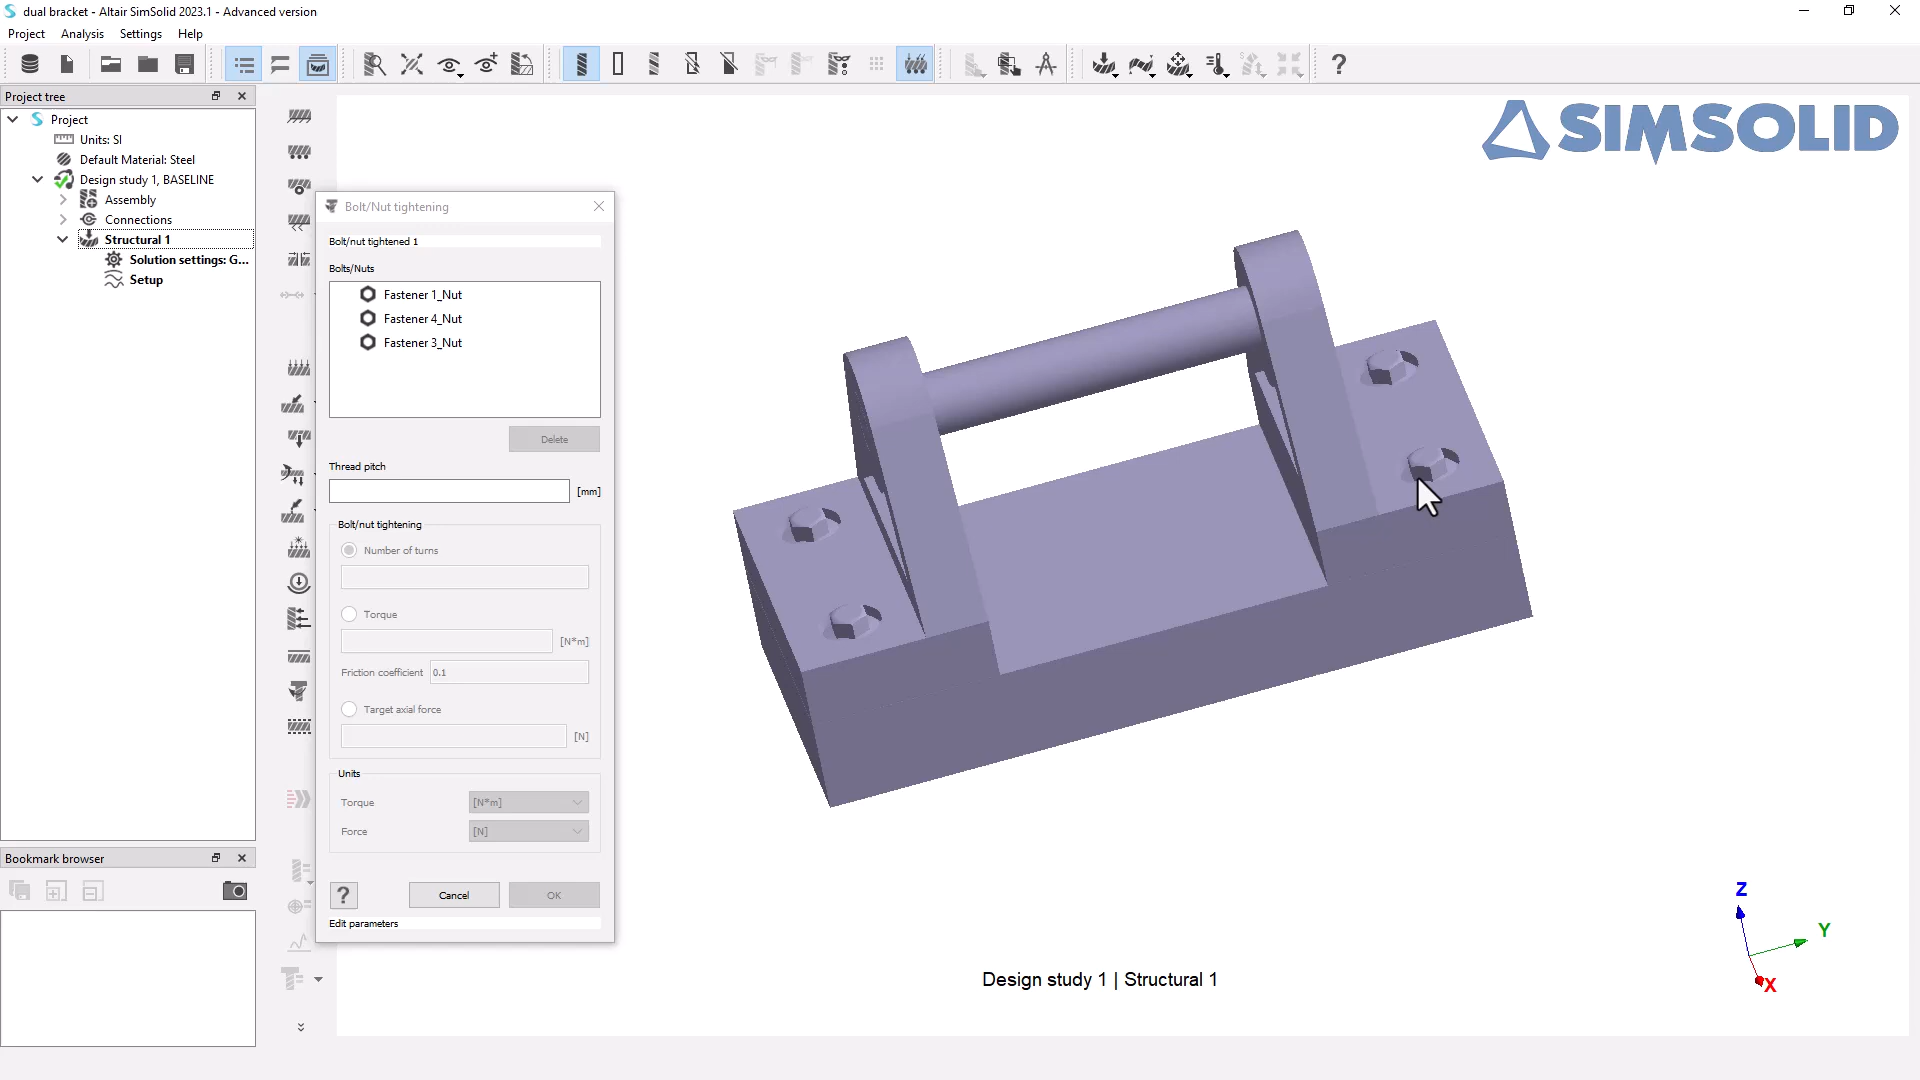 dual bracket - Altair SimSolid 2023.1 - Advanced version
Project Analysis Settings Help
Project tree
Project
Units: SI
Default Material: Steel
Design study 1, BASELINE
Assembly
Connections
Structural 1
Solution settings: G...
Setup
Bookmark browser
Bolt/Nut tightening
Bolt/nut tightened 1
Bolts/Nuts
Fastener 1_Nut
Fastener 4_Nut
Fastener 3_Nut
Delete
Thread pitch
[mm]
Bolt/nut tightening
Number of turns
Torque
[N*m]
Friction coefficient 0.1
Target axial force
[N]
Units
Torque [N*m]
Force [N]
? Cancel OK
Edit parameters
SIMSOLID
Z
Y
X
Design study 1 | Structural 1